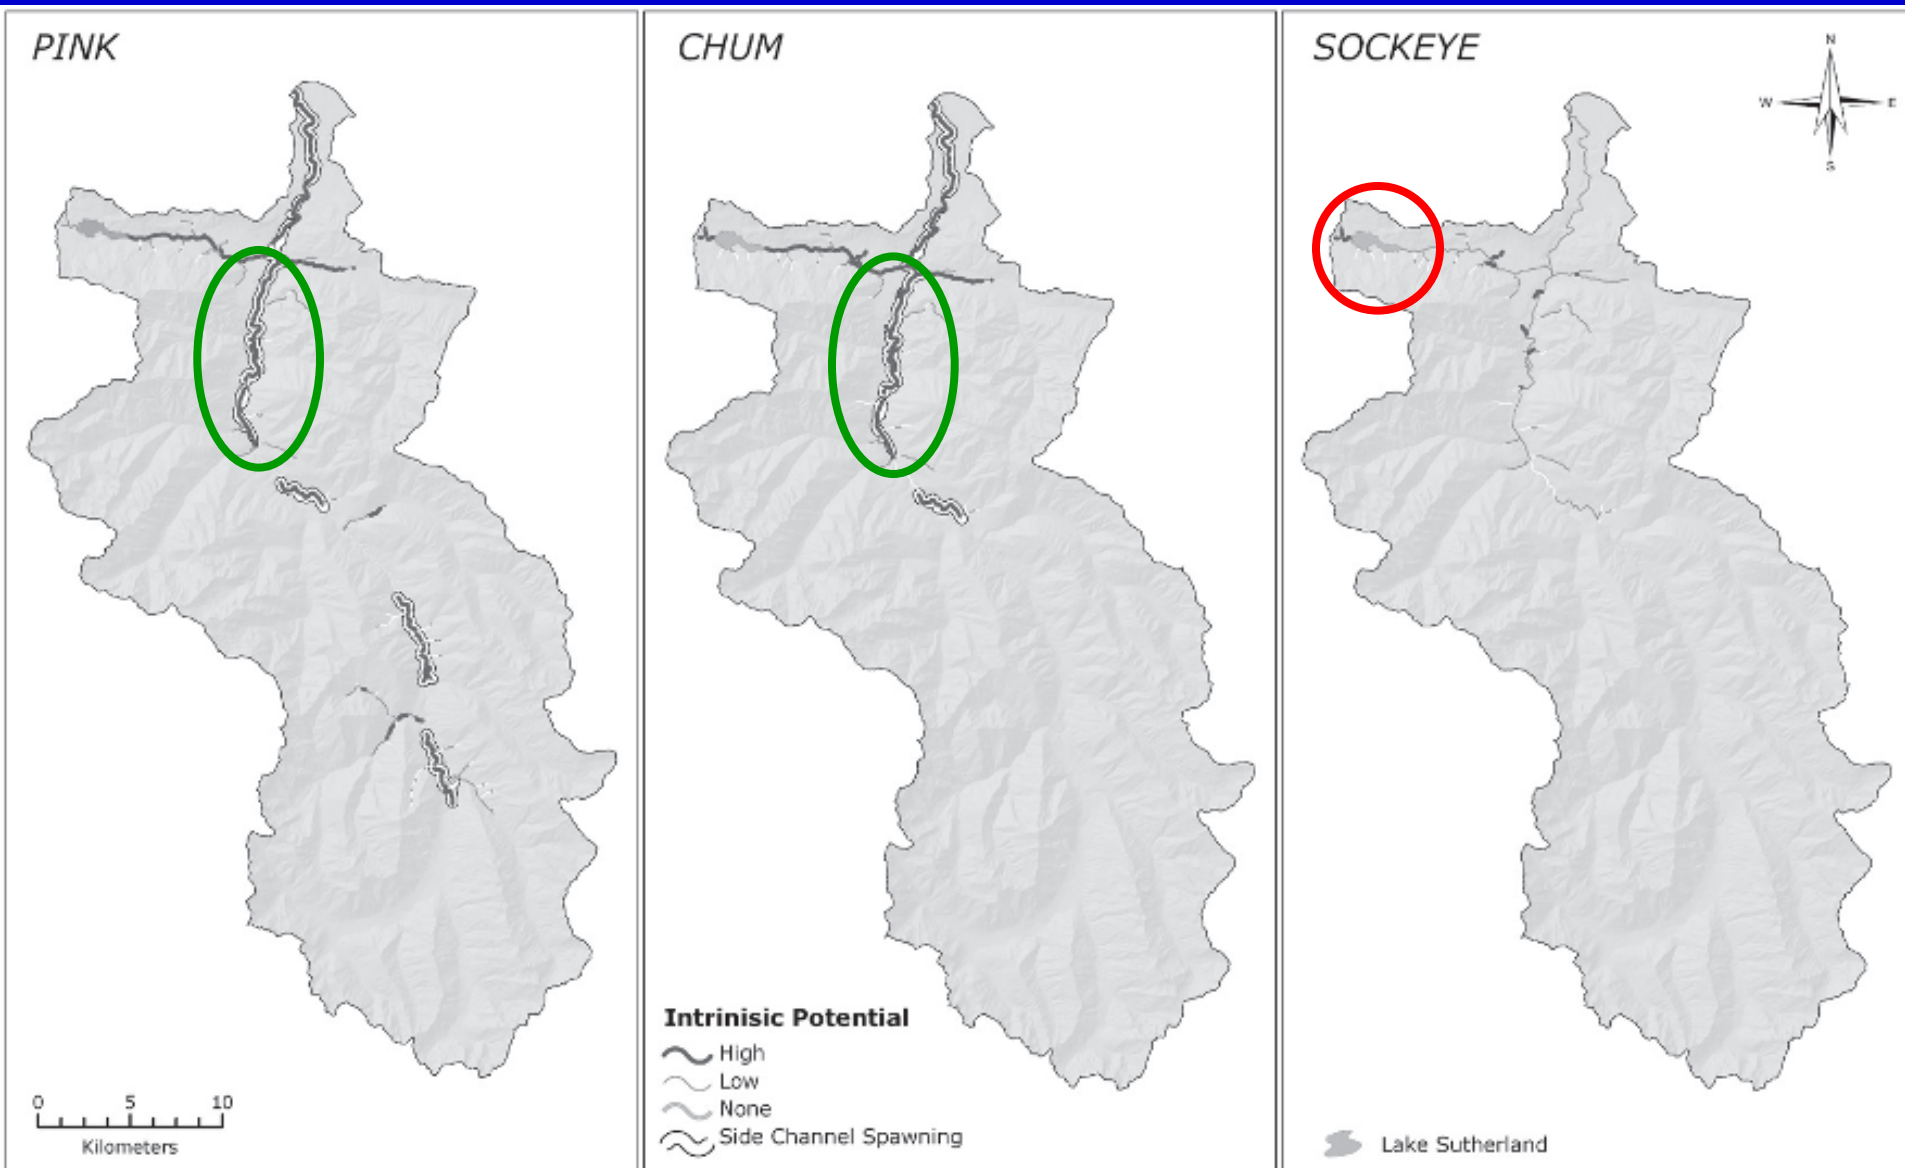 PINK
CHUM
SOCKEYE
N
W
E
S
Intrinisic Potential
High
Low
None
Side Channel Spawning
0 5 10
Kilometers
Lake Sutherland